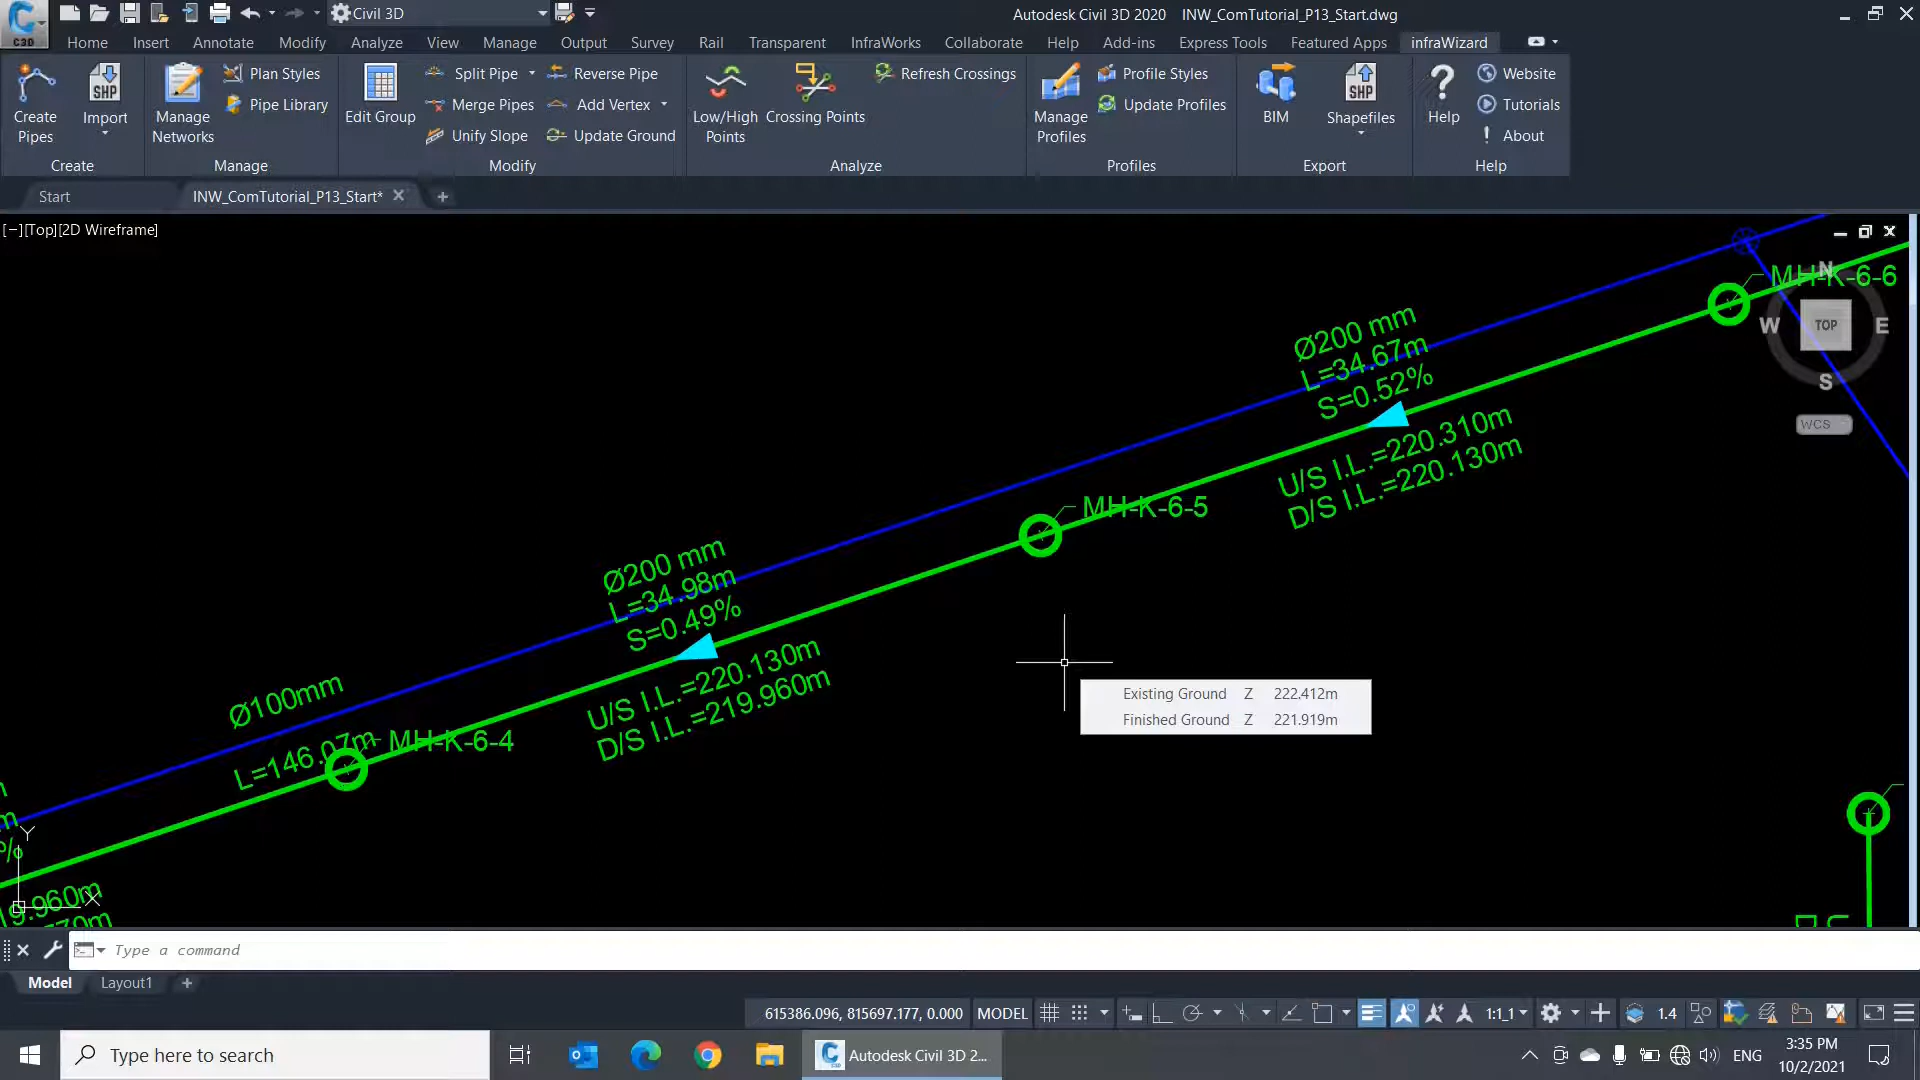 Civil 3D
Autodesk Civil 3D 2020 INW_ComTutorial_P13_Start.dwg
C3D
Home Insert Annotate Modify Analyze View Manage Output Survey Rail Transparent InfraWorks Collaborate Help Add-ins Express Tools Featured Apps infraWizard
Create Pipes
Import
Create
Manage Networks
Plan Styles
Pipe Library
Manage
Edit Group
Split Pipe
Merge Pipes
Unify Slope
Reverse Pipe
Add Vertex
Update Ground
Modify
Low/High Points
Crossing Points
Refresh Crossings
Analyze
Manage Profiles
Profile Styles
Update Profiles
Profiles
BIM
SHP
Shapefiles
Export
Help
Website
Tutorials
About
Help
Start
INW_ComTutorial_P13_Start*
[−][Top][2D Wireframe]
MH-K-6-6
N
W TOP E
S
WCS
Ø200 mm
L=34.67m
S=0.52%
U/S I.L.=220.310m
D/S I.L.=220.130m
MH-K-6-5
Ø200 mm
L=34.98m
S=0.49%
U/S I.L.=220.130m
D/S I.L.=219.960m
Existing Ground Z 222.412m
Finished Ground Z 221.919m
Ø100mm
L=146.07m
MH-K-6-4
Y
X
%
9.960m
Type a command
Model Layout1
615386.096, 815697.177, 0.000 MODEL 1:1_1 1.4
Type here to search
Autodesk Civil 3D 2...
ENG
3:35 PM
10/2/2021